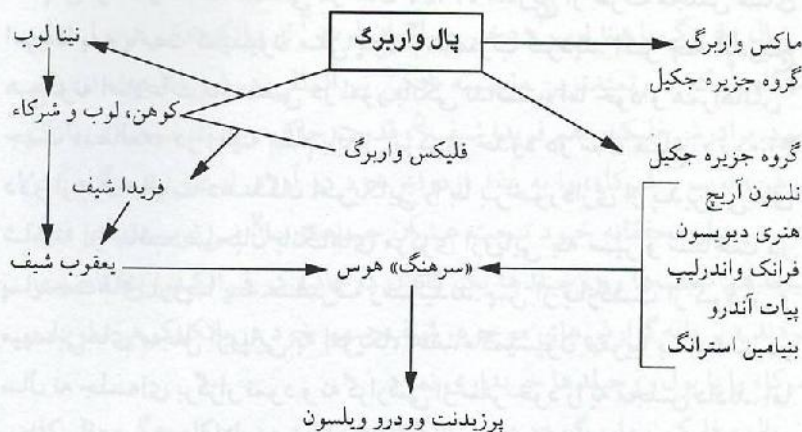 پال واربرگ
ماکس واربرگ
گروه جزیره جکیل
نینا لوب
کوهن، لوب و شرکاء
فلیکس واربرگ
فریدا شیف
یعقوب شیف
گروه جزیره جکیل
نلسون آریچ
هنری دیویسون
فرانک واندرلیپ
پیات آندرو
بنیامین استرانگ
«سرهنگ» هوس
پرزیدنت وودرو ویلسون